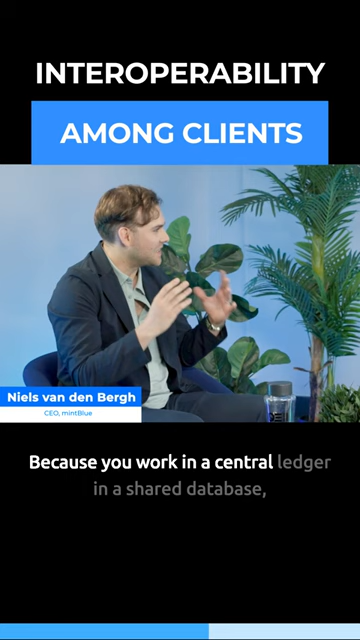 INTEROPERABILITY
AMONG CLIENTS
Niels van den Bergh
CEO, mintBlue
Because you work in a central ledger
in a shared database,